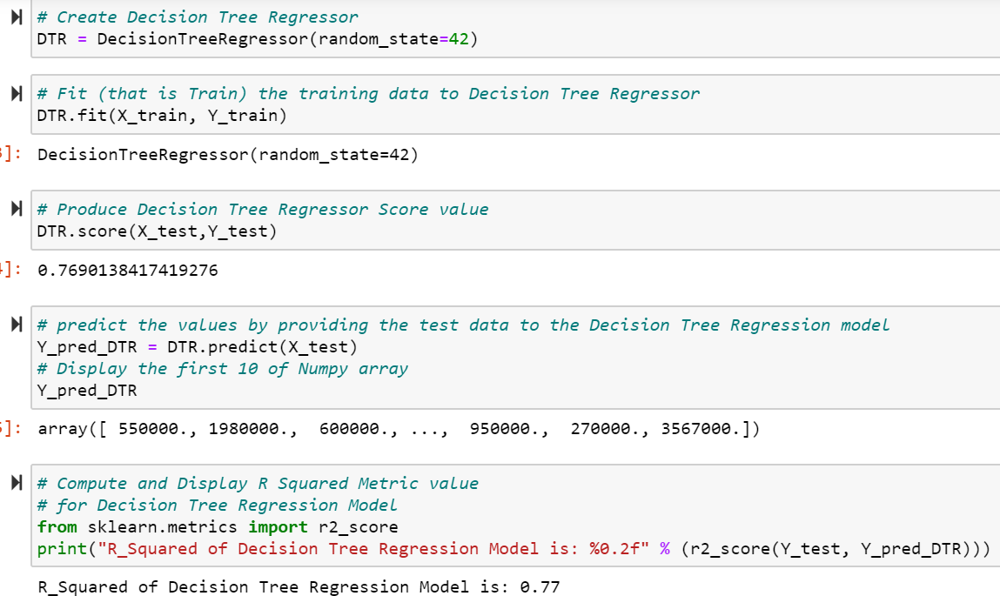 # Create Decision Tree Regressor
DTR = DecisionTreeRegressor(random_state=42)
# Fit (that is Train) the training data to Decision Tree Regressor
DTR.fit(X_train, Y_train)
]: DecisionTreeRegressor(random_state=42)
# Produce Decision Tree Regressor Score value
DTR.score(X_test,Y_test)
]: 0.7690138417419276
# predict the values by providing the test data to the Decision Tree Regression model
Y_pred_DTR = DTR.predict(X_test)
# Display the first 10 of Numpy array
Y_pred_DTR
]: array([ 550000., 1980000.,  600000., ...,  950000.,  270000., 3567000.])
# Compute and Display R Squared Metric value
# for Decision Tree Regression Model
from sklearn.metrics import r2_score
print("R_Squared of Decision Tree Regression Model is: %0.2f" % (r2_score(Y_test, Y_pred_DTR)))
R_Squared of Decision Tree Regression Model is: 0.77